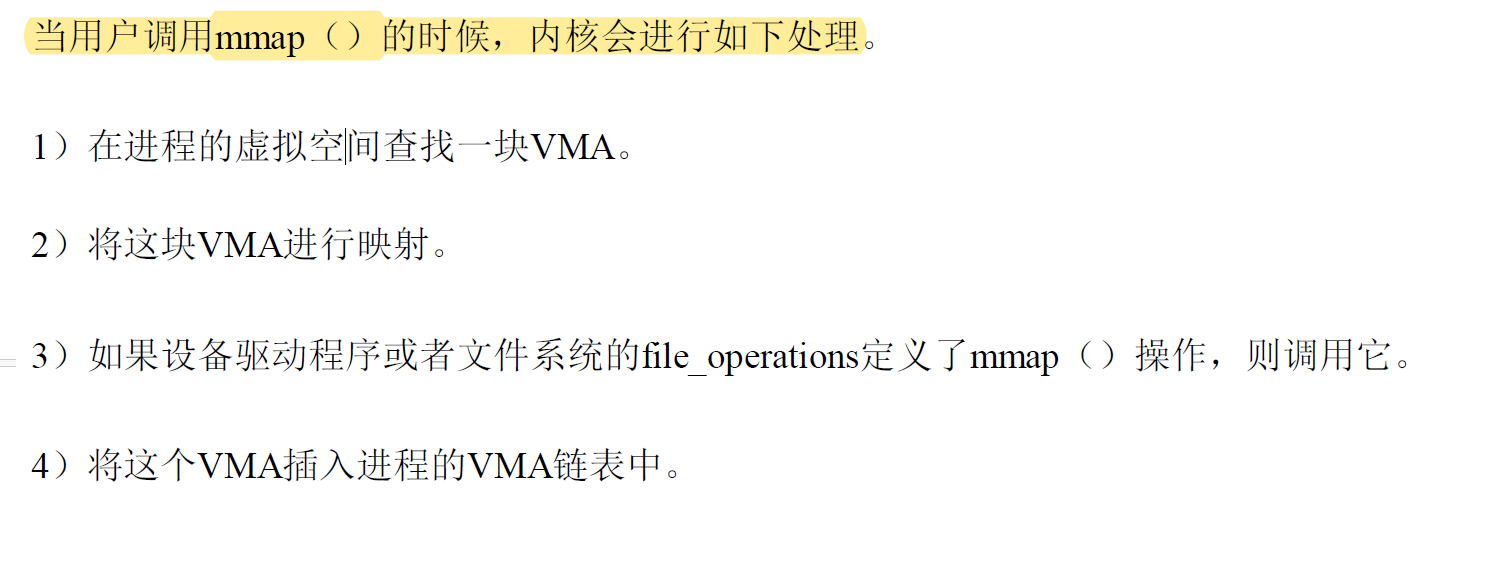 当用户调用mmap（）的时候，内核会进行如下处理。
1）在进程的虚拟空间查找一块VMA。
2）将这块VMA进行映射。
3）如果设备驱动程序或者文件系统的file_operations定义了mmap（）操作，则调用它。
4）将这个VMA插入进程的VMA链表中。